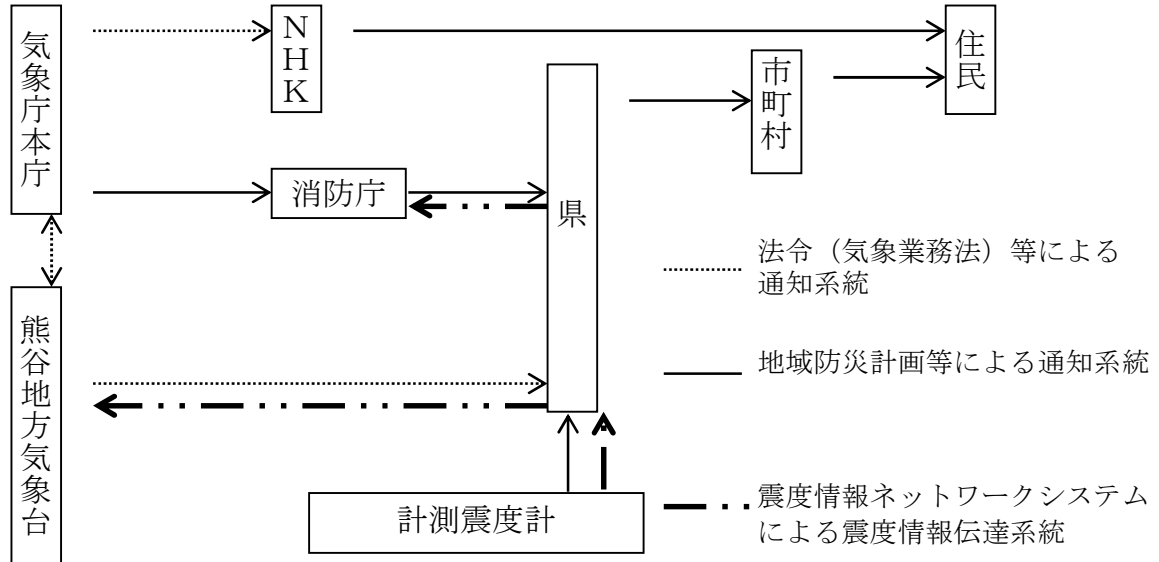 気象庁本庁
ＮＨＫ
住民
市町村
消防庁
県
熊谷地方気象台
計測震度計
法令（気象業務法）等による
通知系統
地域防災計画等による通知系統
震度情報ネットワークシステム
による震度情報伝達系統